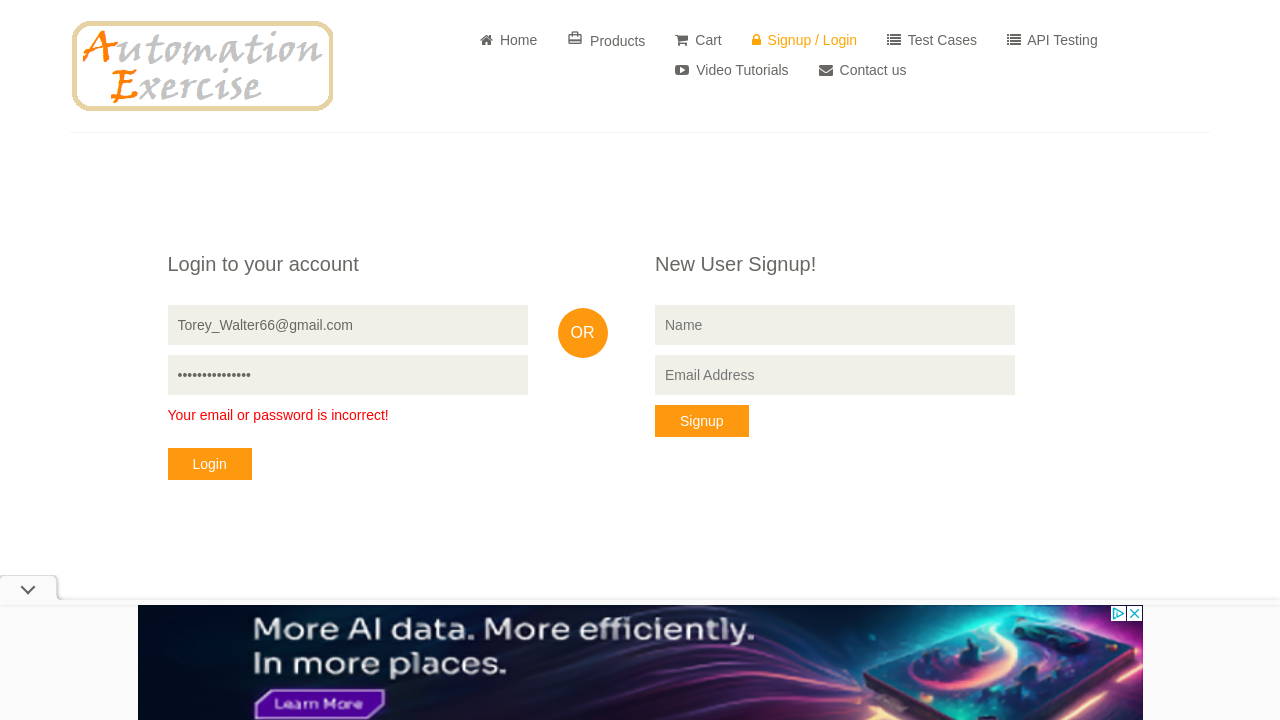 Automation
Exercise
Home
Products
Cart
Signup / Login
Test Cases
API Testing
Video Tutorials
Contact us
Login to your account
New User Signup!
Torey_Walter66@gmail.com
•••••••••••••••
Your email or password is incorrect!
Login
OR
Name
Email Address
Signup
More AI data. More efficiently.
In more places.
Learn More